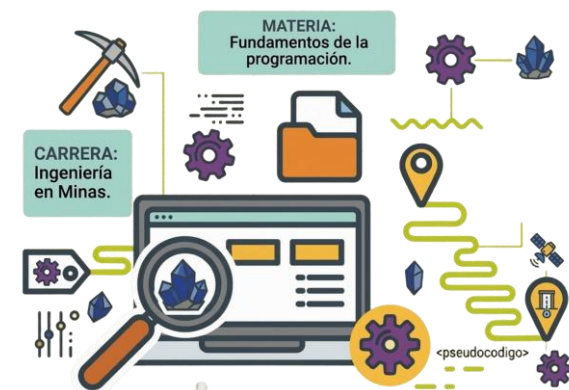 MATERIA:
Fundamentos de la
programación.
CARRERA:
Ingeniería
en Minas.
<pseudocodigo>